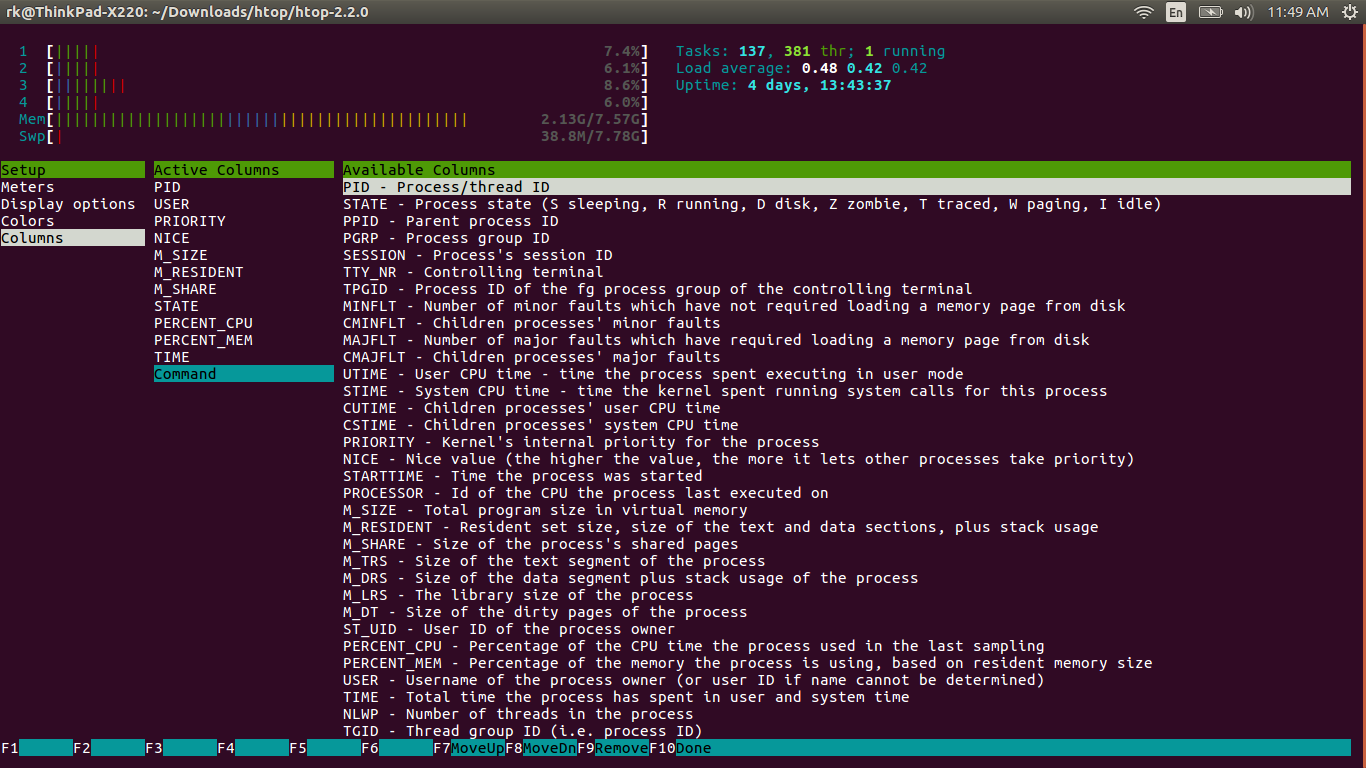 rk@ThinkPad-X220: ~/Downloads/htop/htop-2.2.0
En
11:49 AM
1 [||||| 7.4%] Tasks: 137, 381 thr; 1 running
2 [||||| 6.1%] Load average: 0.48 0.42 0.42
3 [|||||||| 8.6%] Uptime: 4 days, 13:43:37
4 [||||| 6.0%]
Mem[|||||||||||||||||||||||||||||||||||||||||||||| 2.13G/7.57G]
Swp[| 38.8M/7.78G]
Setup
Meters
Display options
Colors
Columns
Active Columns
PID
USER
PRIORITY
NICE
M_SIZE
M_RESIDENT
M_SHARE
STATE
PERCENT_CPU
PERCENT_MEM
TIME
Command
Available Columns
PID - Process/thread ID
STATE - Process state (S sleeping, R running, D disk, Z zombie, T traced, W paging, I idle)
PPID - Parent process ID
PGRP - Process group ID
SESSION - Process's session ID
TTY_NR - Controlling terminal
TPGID - Process ID of the fg process group of the controlling terminal
MINFLT - Number of minor faults which have not required loading a memory page from disk
CMINFLT - Children processes' minor faults
MAJFLT - Number of major faults which have required loading a memory page from disk
CMAJFLT - Children processes' major faults
UTIME - User CPU time - time the process spent executing in user mode
STIME - System CPU time - time the kernel spent running system calls for this process
CUTIME - Children processes' user CPU time
CSTIME - Children processes' system CPU time
PRIORITY - Kernel's internal priority for the process
NICE - Nice value (the higher the value, the more it lets other processes take priority)
STARTTIME - Time the process was started
PROCESSOR - Id of the CPU the process last executed on
M_SIZE - Total program size in virtual memory
M_RESIDENT - Resident set size, size of the text and data sections, plus stack usage
M_SHARE - Size of the process's shared pages
M_TRS - Size of the text segment of the process
M_DRS - Size of the data segment plus stack usage of the process
M_LRS - The library size of the process
M_DT - Size of the dirty pages of the process
ST_UID - User ID of the process owner
PERCENT_CPU - Percentage of the CPU time the process used in the last sampling
PERCENT_MEM - Percentage of the memory the process is using, based on resident memory size
USER - Username of the process owner (or user ID if name cannot be determined)
TIME - Total time the process has spent in user and system time
NLWP - Number of threads in the process
TGID - Thread group ID (i.e. process ID)
F1 F2 F3 F4 F5 F6 F7MoveUpF8MoveDnF9RemoveF10Done